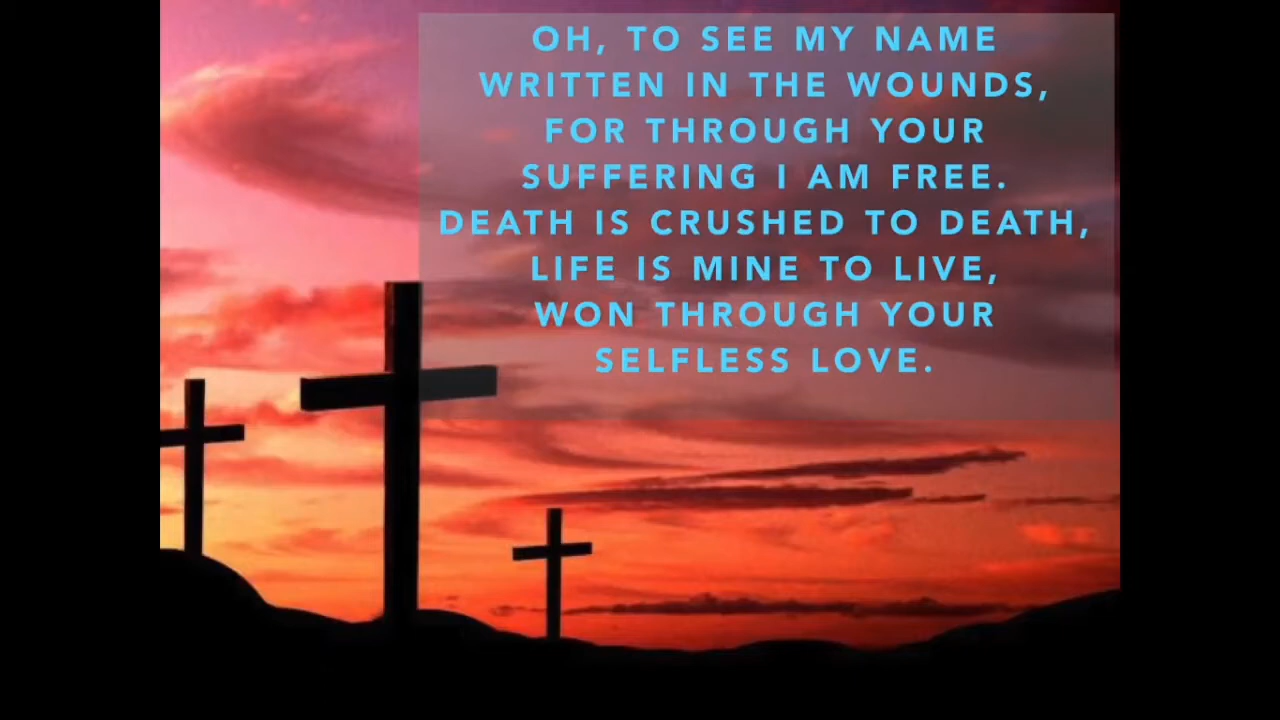 OH, TO SEE MY NAME
WRITTEN IN THE WOUNDS,
FOR THROUGH YOUR
SUFFERING I AM FREE.
DEATH IS CRUSHED TO DEATH,
LIFE IS MINE TO LIVE,
WON THROUGH YOUR
SELFLESS LOVE.